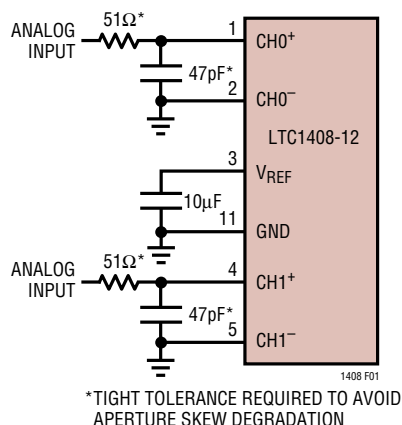 ANALOG
INPUT
51Ω*
47pF*
1
CH0+
2
CH0–
LTC1408-12
3
VREF
10μF
11
GND
ANALOG
INPUT
51Ω*
47pF*
4
CH1+
5
CH1–
1408 F01
*TIGHT TOLERANCE REQUIRED TO AVOID
APERTURE SKEW DEGRADATION